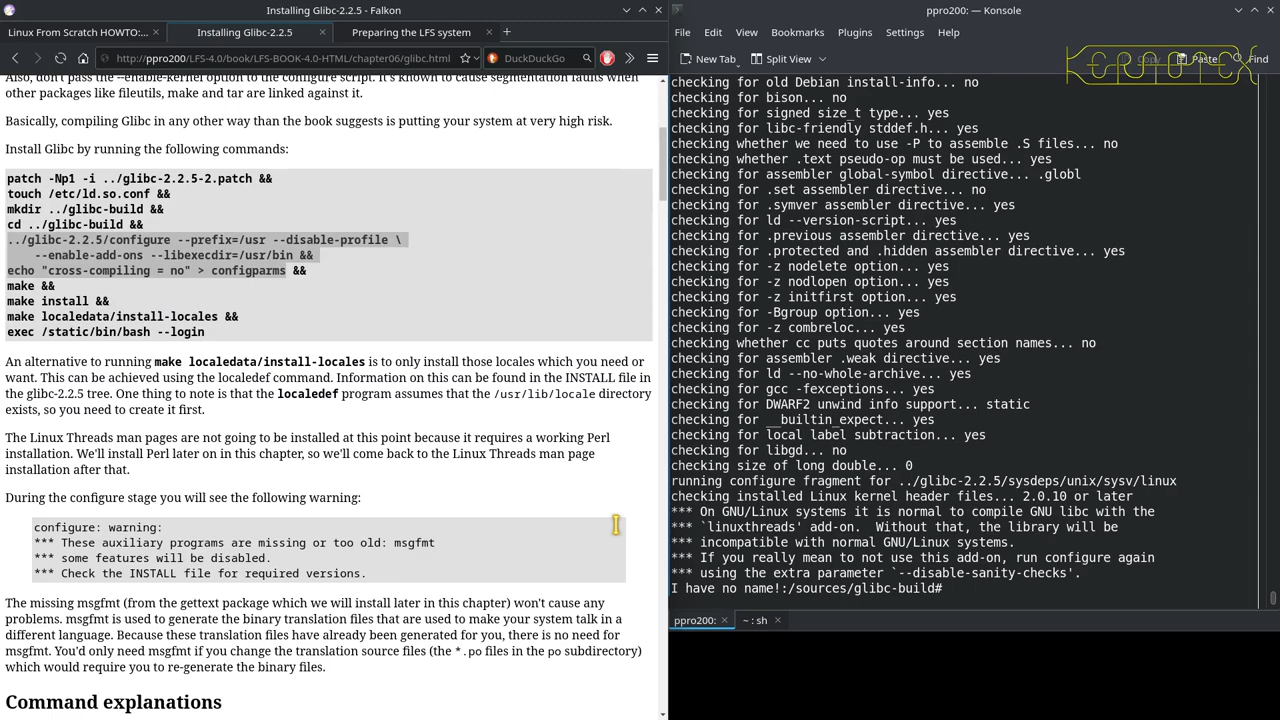 Installing Glibc-2.2.5 - Falkon
Linux From Scratch HOWTO:...
Installing Glibc-2.2.5
Preparing the LFS system
http://ppro200/LFS-4.0/book/LFS-BOOK-4.0-HTML/chapter06/glibc.html
DuckDuckGo
Also, don't pass the --enable-kernel option to the configure script. It's known to cause segmentation faults when
other packages like fileutils, make and tar are linked against it.
Basically, compiling Glibc in any other way than the book suggests is putting your system at very high risk.
Install Glibc by running the following commands:
patch -Np1 -i ../glibc-2.2.5-2.patch &&
touch /etc/ld.so.conf &&
mkdir ../glibc-build &&
cd ../glibc-build &&
../glibc-2.2.5/configure --prefix=/usr --disable-profile \
--enable-add-ons --libexecdir=/usr/bin &&
echo "cross-compiling = no" > configparms &&
make &&
make install &&
make localedata/install-locales &&
exec /static/bin/bash --login
An alternative to running make localedata/install-locales is to only install those locales which you need or
want. This can be achieved using the localedef command. Information on this can be found in the INSTALL file in
the glibc-2.2.5 tree. One thing to note is that the localedef program assumes that the /usr/lib/locale directory
exists, so you need to create it first.
The Linux Threads man pages are not going to be installed at this point because it requires a working Perl
installation. We'll install Perl later on in this chapter, so we'll come back to the Linux Threads man page
installation after that.
During the configure stage you will see the following warning:
configure: warning:
*** These auxiliary programs are missing or too old: msgfmt
*** some features will be disabled.
*** Check the INSTALL file for required versions.
The missing msgfmt (from the gettext package which we will install later in this chapter) won't cause any
problems. msgfmt is used to generate the binary translation files that are used to make your system talk in a
different language. Because these translation files have already been generated for you, there is no need for
msgfmt. You'd only need msgfmt if you change the translation source files (the *.po files in the po subdirectory)
which would require you to re-generate the binary files.
Command explanations
ppro200: — Konsole
File Edit View Bookmarks Plugins Settings Help
New Tab Split View Copy Paste Find
checking for old Debian install-info... no
checking for bison... no
checking for signed size_t type... yes
checking for libc-friendly stddef.h... yes
checking whether we need to use -P to assemble .S files... no
checking whether .text pseudo-op must be used... yes
checking for assembler global-symbol directive... .globl
checking for .set assembler directive... no
checking for .symver assembler directive... yes
checking for ld --version-script... yes
checking for .previous assembler directive... yes
checking for .protected and .hidden assembler directive... yes
checking for -z nodelete option... yes
checking for -z nodlopen option... yes
checking for -z initfirst option... yes
checking for -Bgroup option... yes
checking for -z combreloc... yes
checking whether cc puts quotes around section names... no
checking for assembler .weak directive... yes
checking for ld --no-whole-archive... yes
checking for gcc -fexceptions... yes
checking for DWARF2 unwind info support... static
checking for __builtin_expect... yes
checking for local label subtraction... yes
checking for libgd... no
checking size of long double... 0
running configure fragment for ../glibc-2.2.5/sysdeps/unix/sysv/linux
checking installed Linux kernel header files... 2.0.10 or later
*** On GNU/Linux systems it is normal to compile GNU libc with the
*** `linuxthreads' add-on.  Without that, the library will be
*** incompatible with normal GNU/Linux systems.
*** If you really mean to not use this add-on, run configure again
*** using the extra parameter `--disable-sanity-checks'.
I have no name!:/sources/glibc-build#
ppro200:
~ : sh